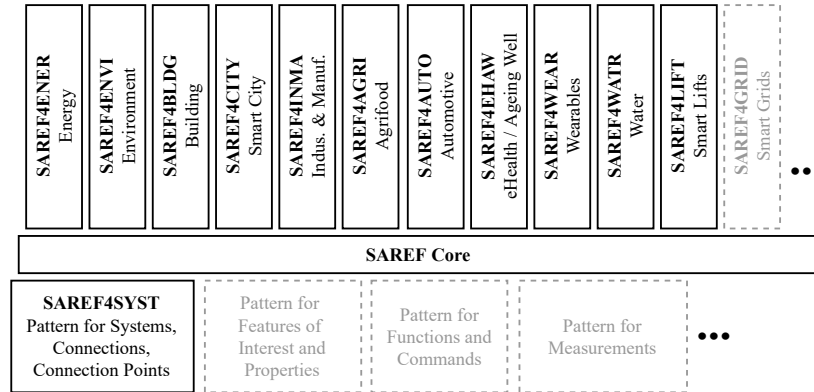 SAREF4ENER
Energy
SAREF4ENVI
Environment
SAREF4BLDG
Building
SAREF4CITY
Smart City
SAREF4INMA
Indus. & Manuf.
SAREF4AGRI
Agrifood
SAREF4AUTO
Automotive
SAREF4EHAW
eHealth / Ageing Well
SAREF4WEAR
Wearables
SAREF4WATR
Water
SAREF4LIFT
Smart Lifts
SAREF4GRID
Smart Grids
SAREF Core
SAREF4SYST
Pattern for Systems,
Connections,
Connection Points
Pattern for
Features of
Interest and
Properties
Pattern for
Functions and
Commands
Pattern for
Measurements